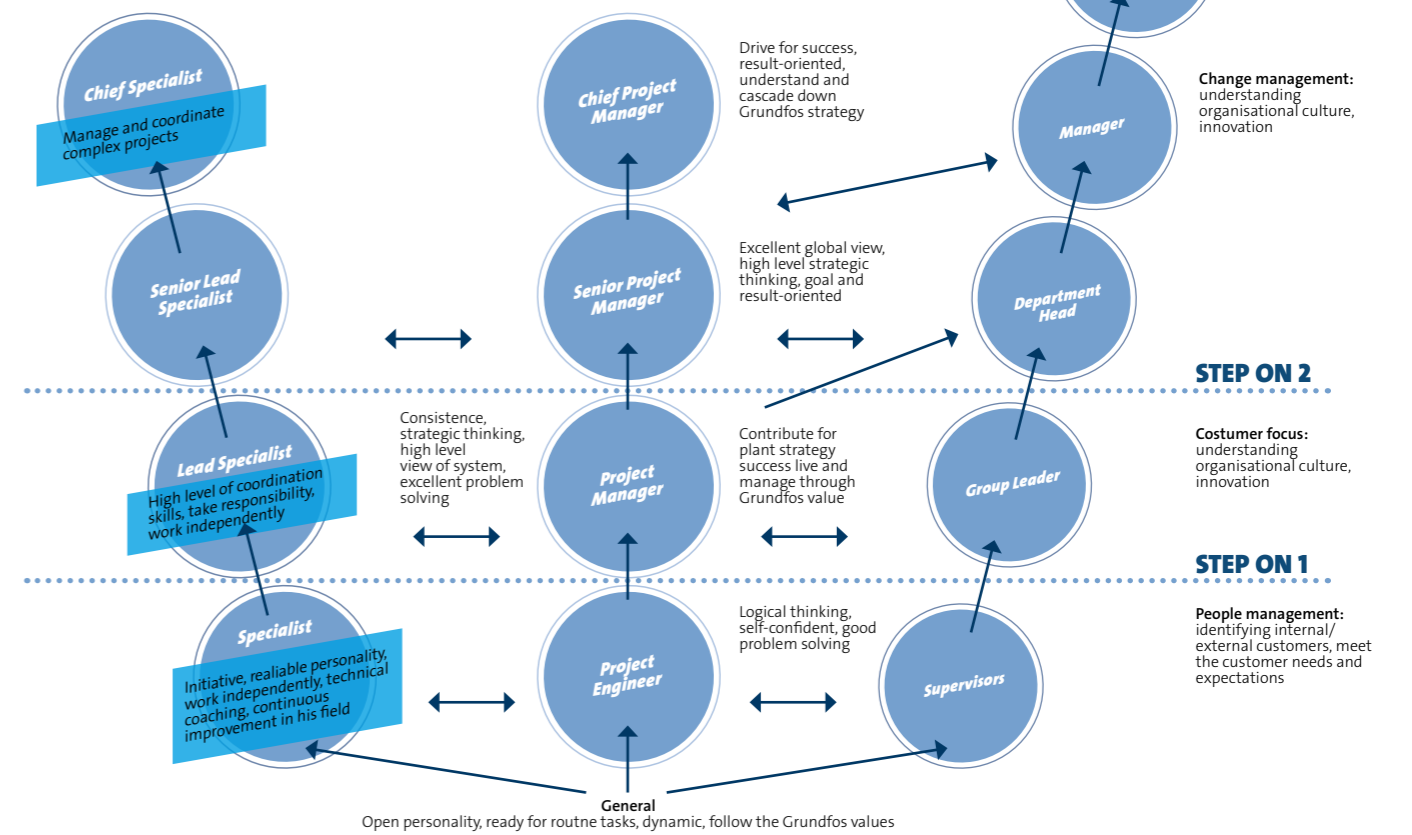 Chief Specialist
Manage and coordinate
complex projects
Chief Project
Manager
Drive for success,
result-oriented,
understand and
cascade down
Grundfos strategy
Manager
Change management:
understanding
organisational culture,
innovation
Senior Lead
Specialist
Senior Project
Manager
Excellent global view,
high level strategic
thinking, goal and
result-oriented
Department
Head
STEP ON 2
Lead Specialist
High level of coordination
skills, take responsibility,
work independently
Consistence,
strategic thinking,
high level
view of system,
excellent problem
solving
Project
Manager
Contribute for
plant strategy
success live and
manage through
Grundfos value
Group Leader
Costumer focus:
understanding
organisational culture,
innovation
STEP ON 1
Specialist
Initiative, realiable personality,
work independently, technical
coaching, continuous
improvement in his field
Project
Engineer
Logical thinking,
self-confident, good
problem solving
Supervisors
People management:
identifying internal/
external customers, meet
the customer needs and
expectations
General
Open personality, ready for routne tasks, dynamic, follow the Grundfos values